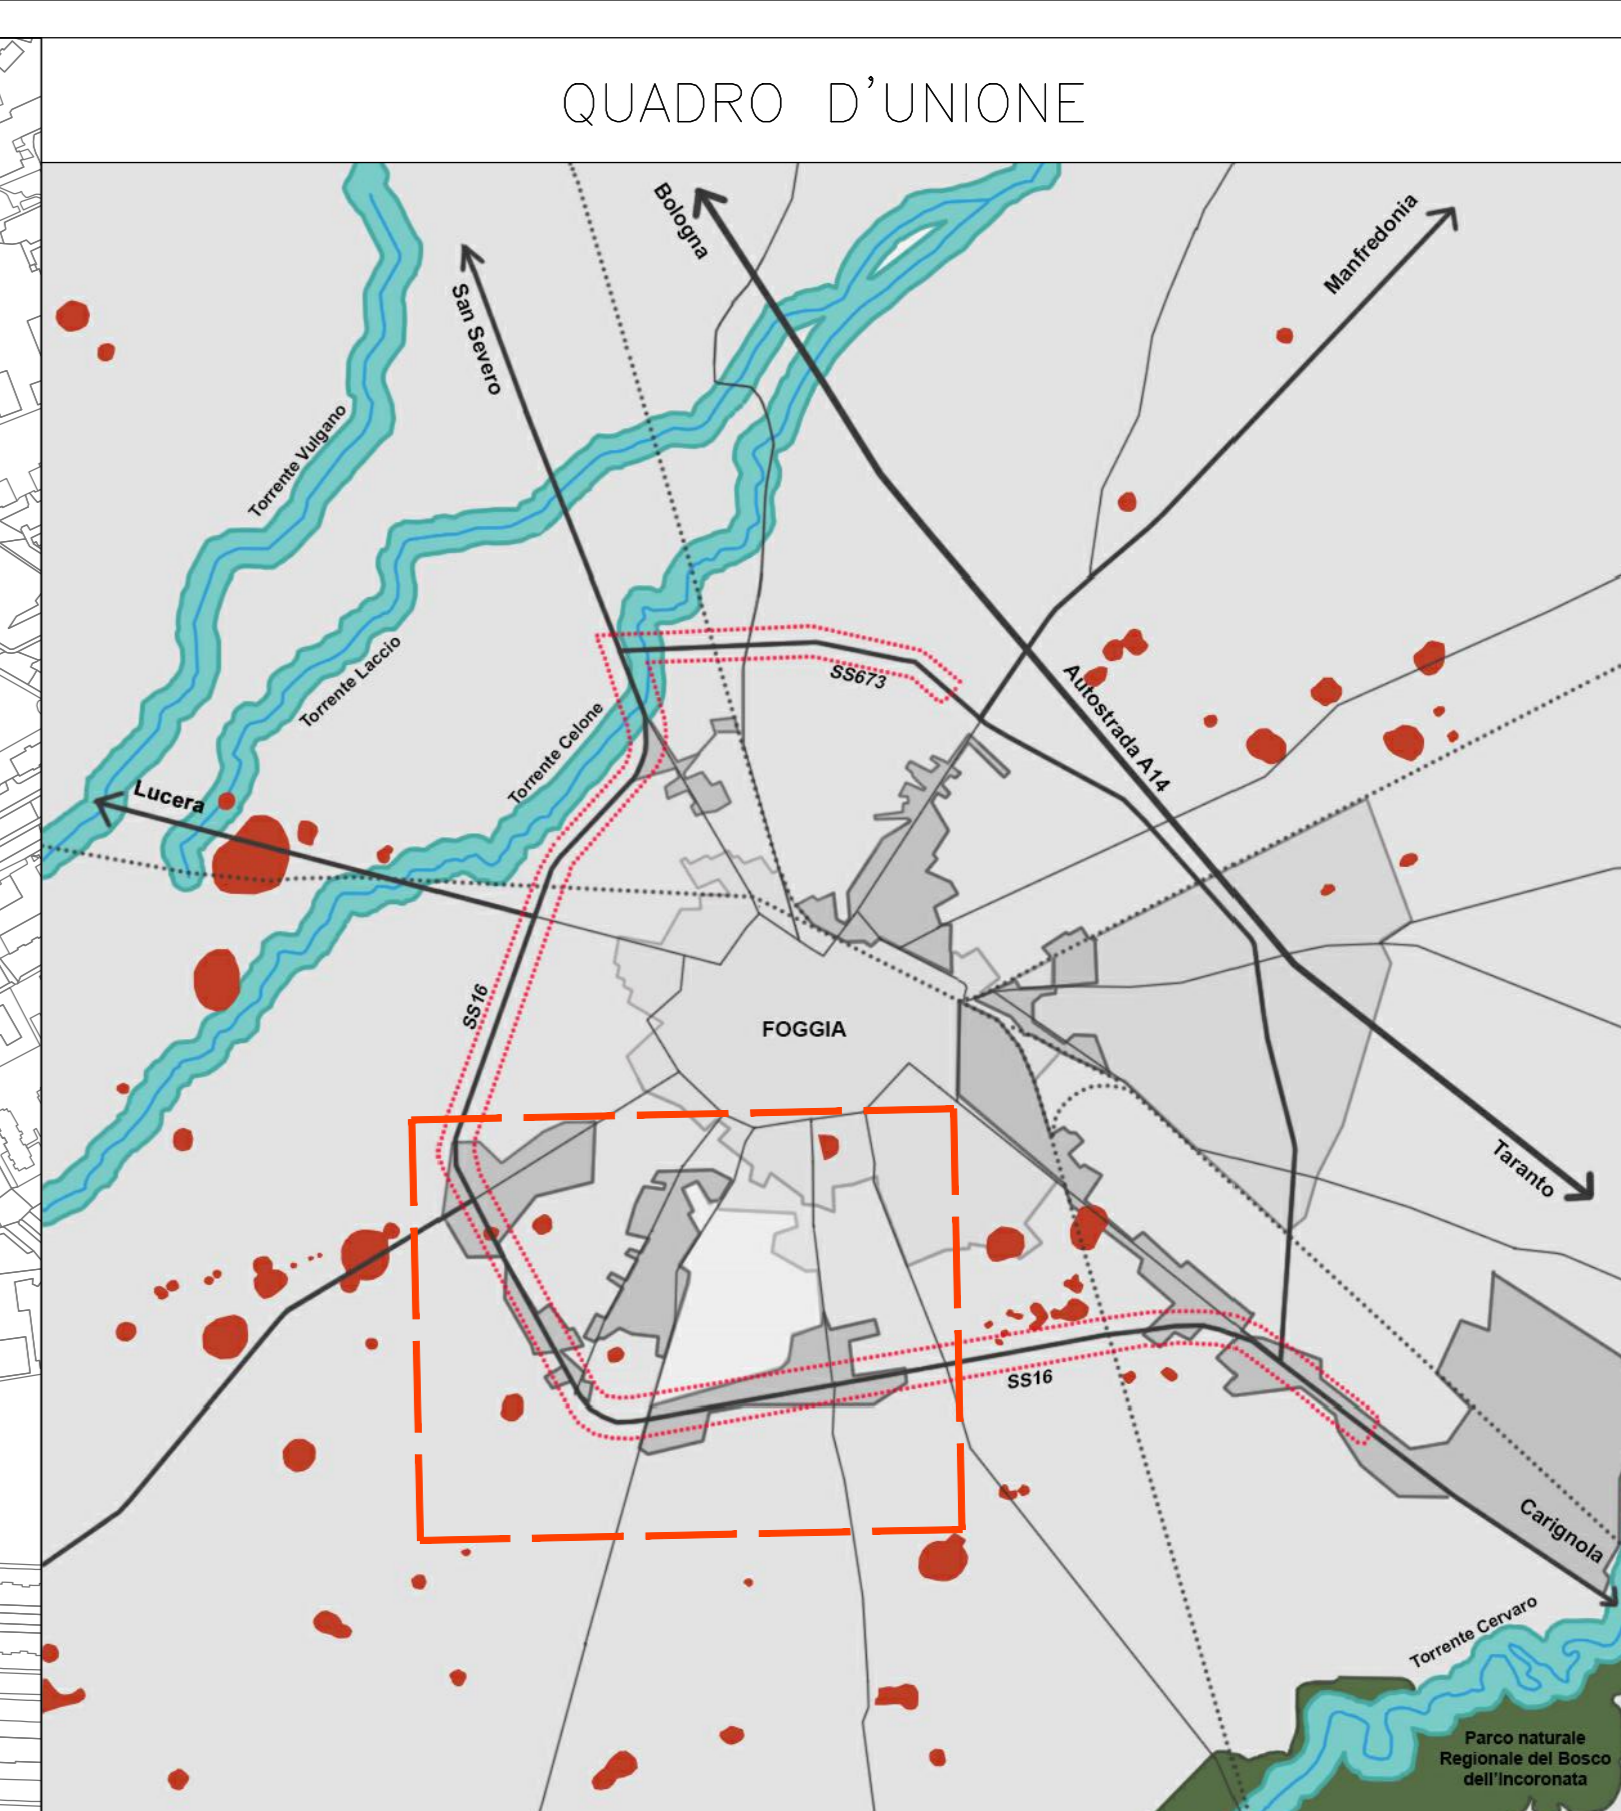 QUADRO D'UNIONE
Bologna
Manfredonia
San Severo
Torrente Vulgano
Torrente Laccio
SS673
Autostrada A14
Torrente Celone
Lucera
SS16
FOGGIA
Taranto
SS16
Carignola
Torrente Cervaro
Parco naturale
Regionale del Bosco
dell'Incoronata